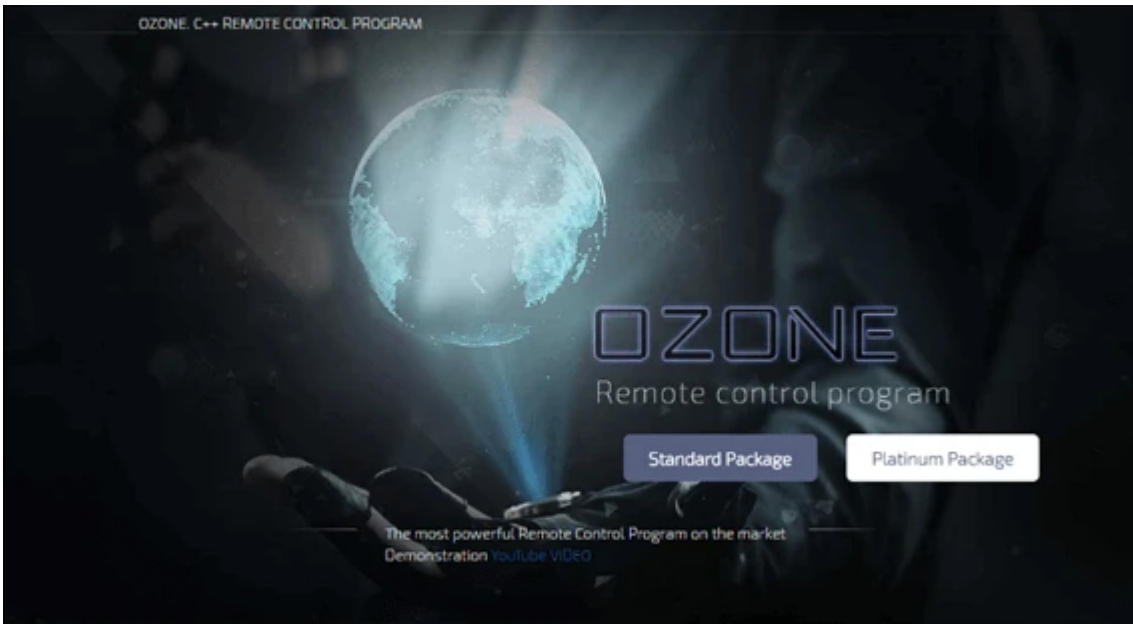 OZONE. C++ REMOTE CONTROL PROGRAM
OZONE
Remote control program
Standard Package
Platinum Package
The most powerful Remote Control Program on the market
Demonstration YouTube VIDEO